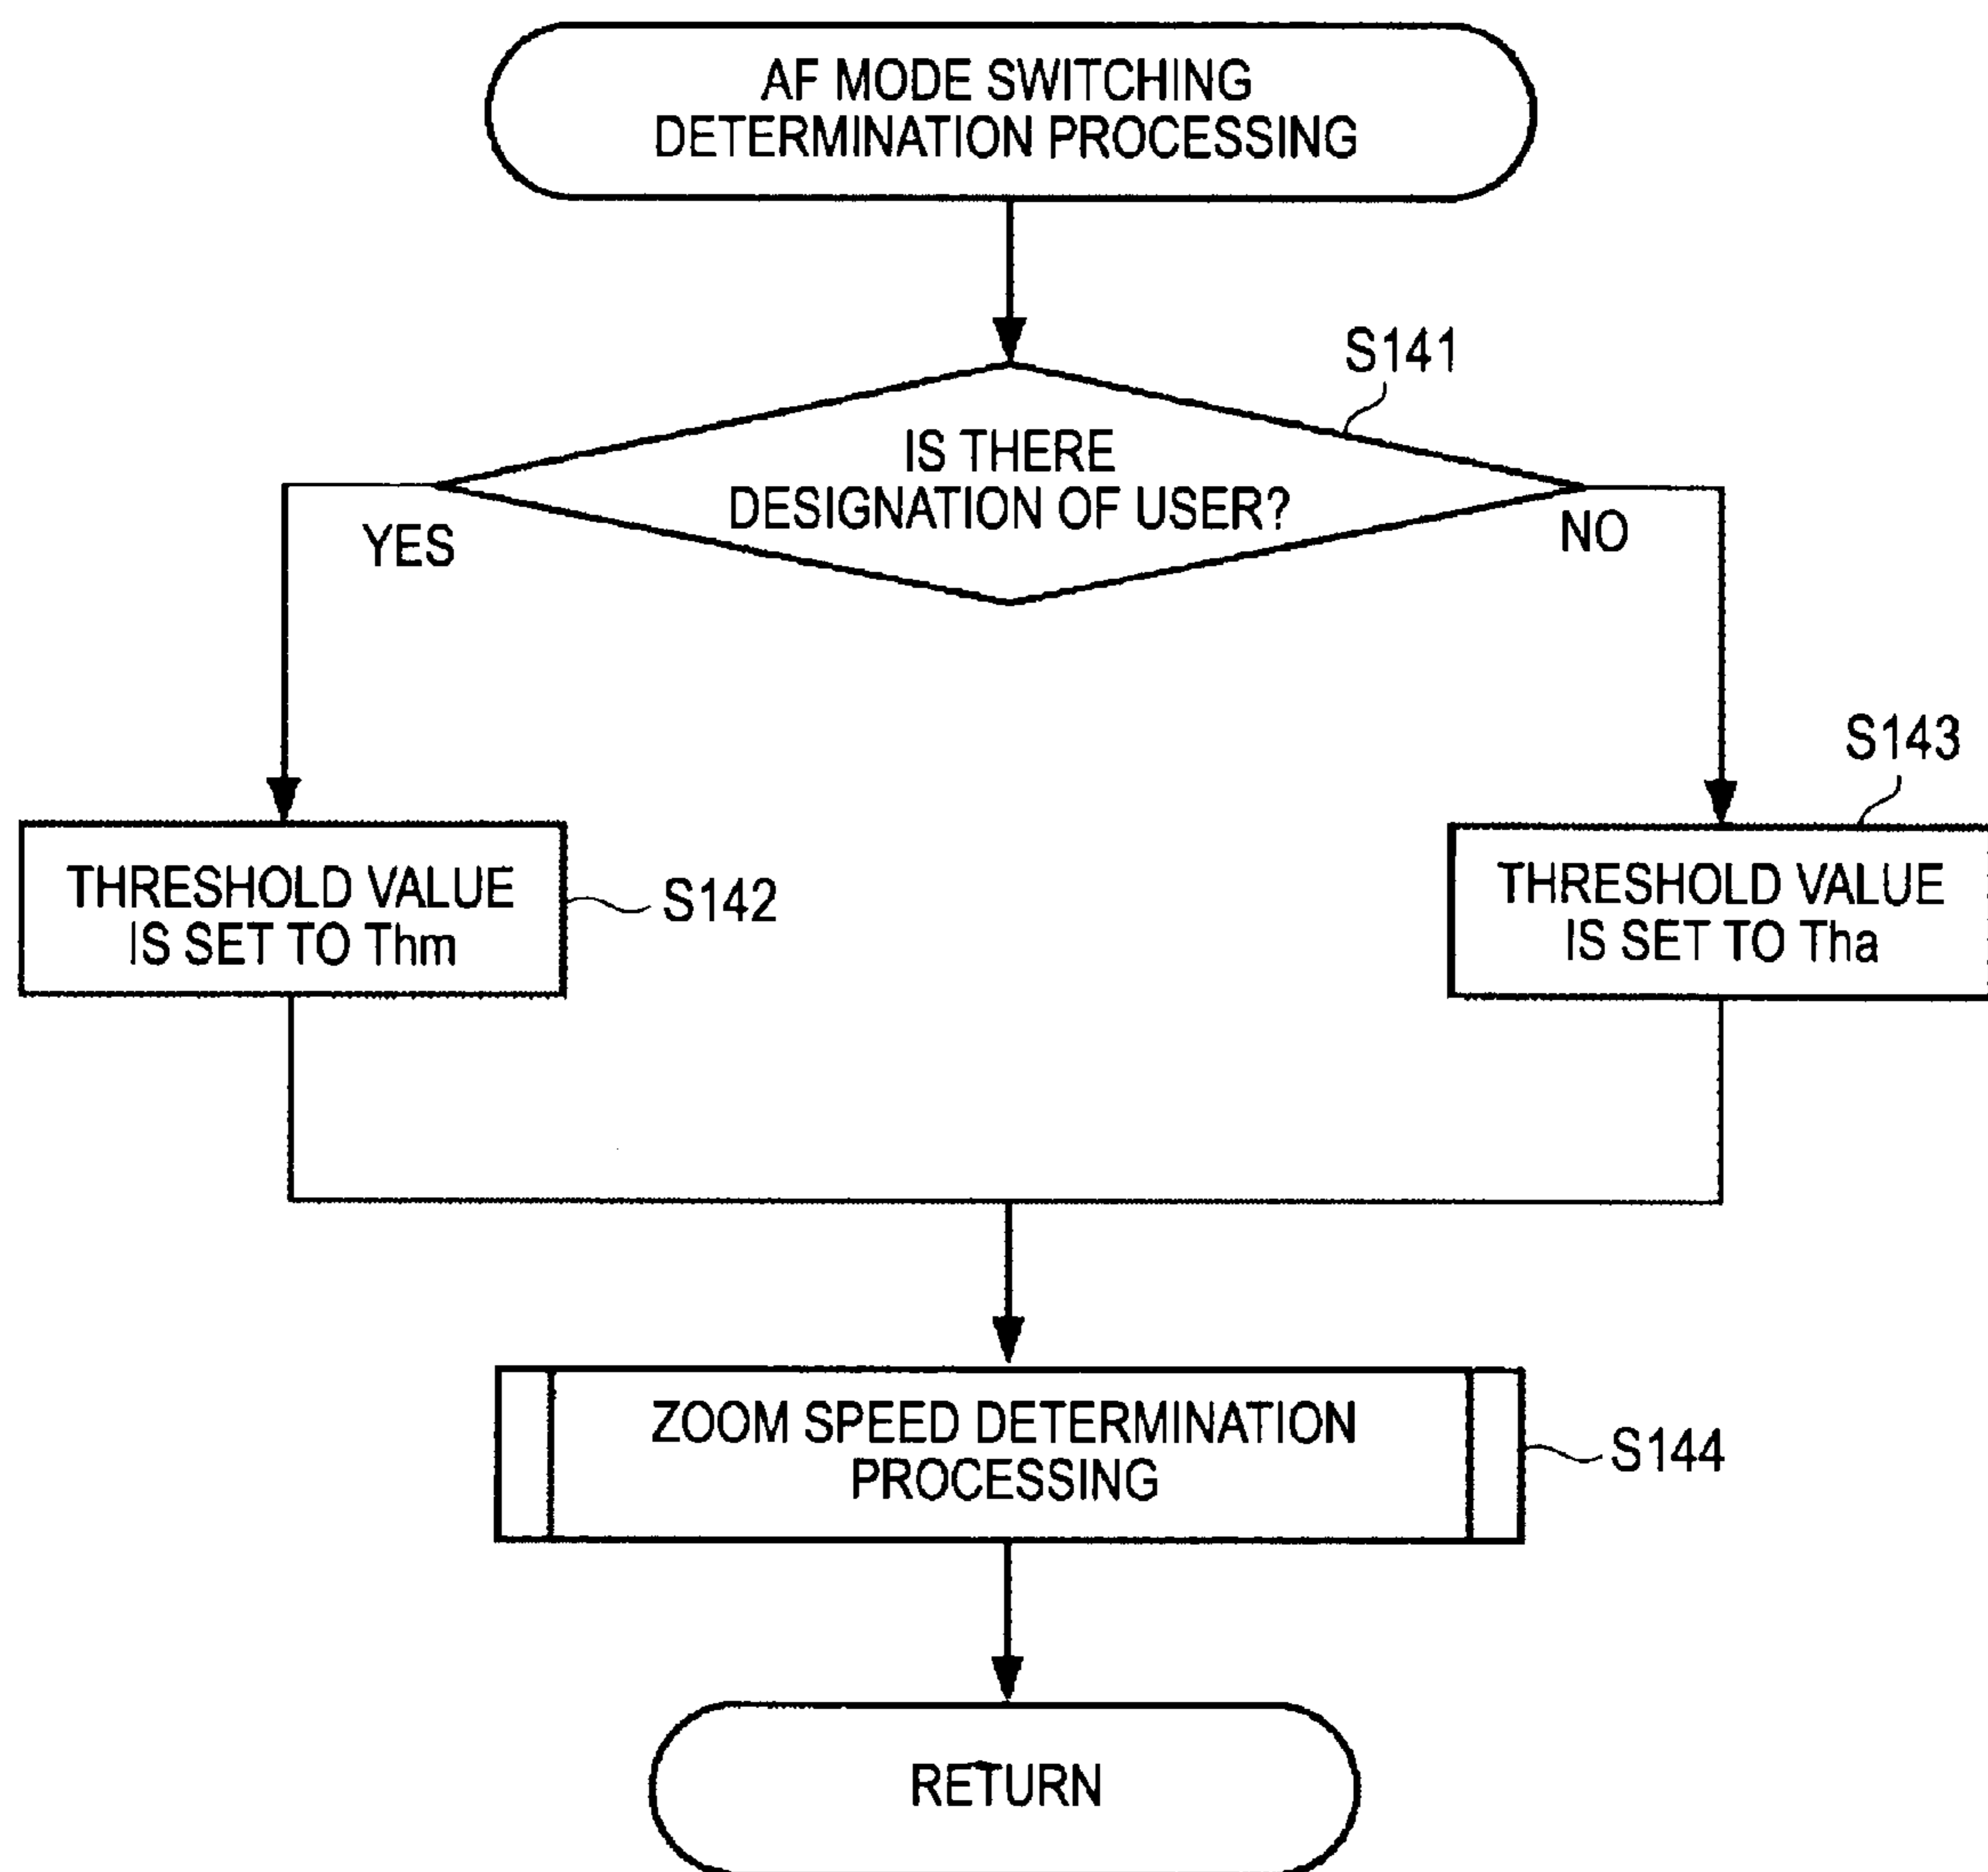 AF MODE SWITCHING
DETERMINATION PROCESSING
S141
IS THERE
DESIGNATION OF USER?
YES
NO
S143
THRESHOLD VALUE
IS SET TO Thm
S142
THRESHOLD VALUE
IS SET TO Tha
ZOOM SPEED DETERMINATION
PROCESSING
S144
RETURN